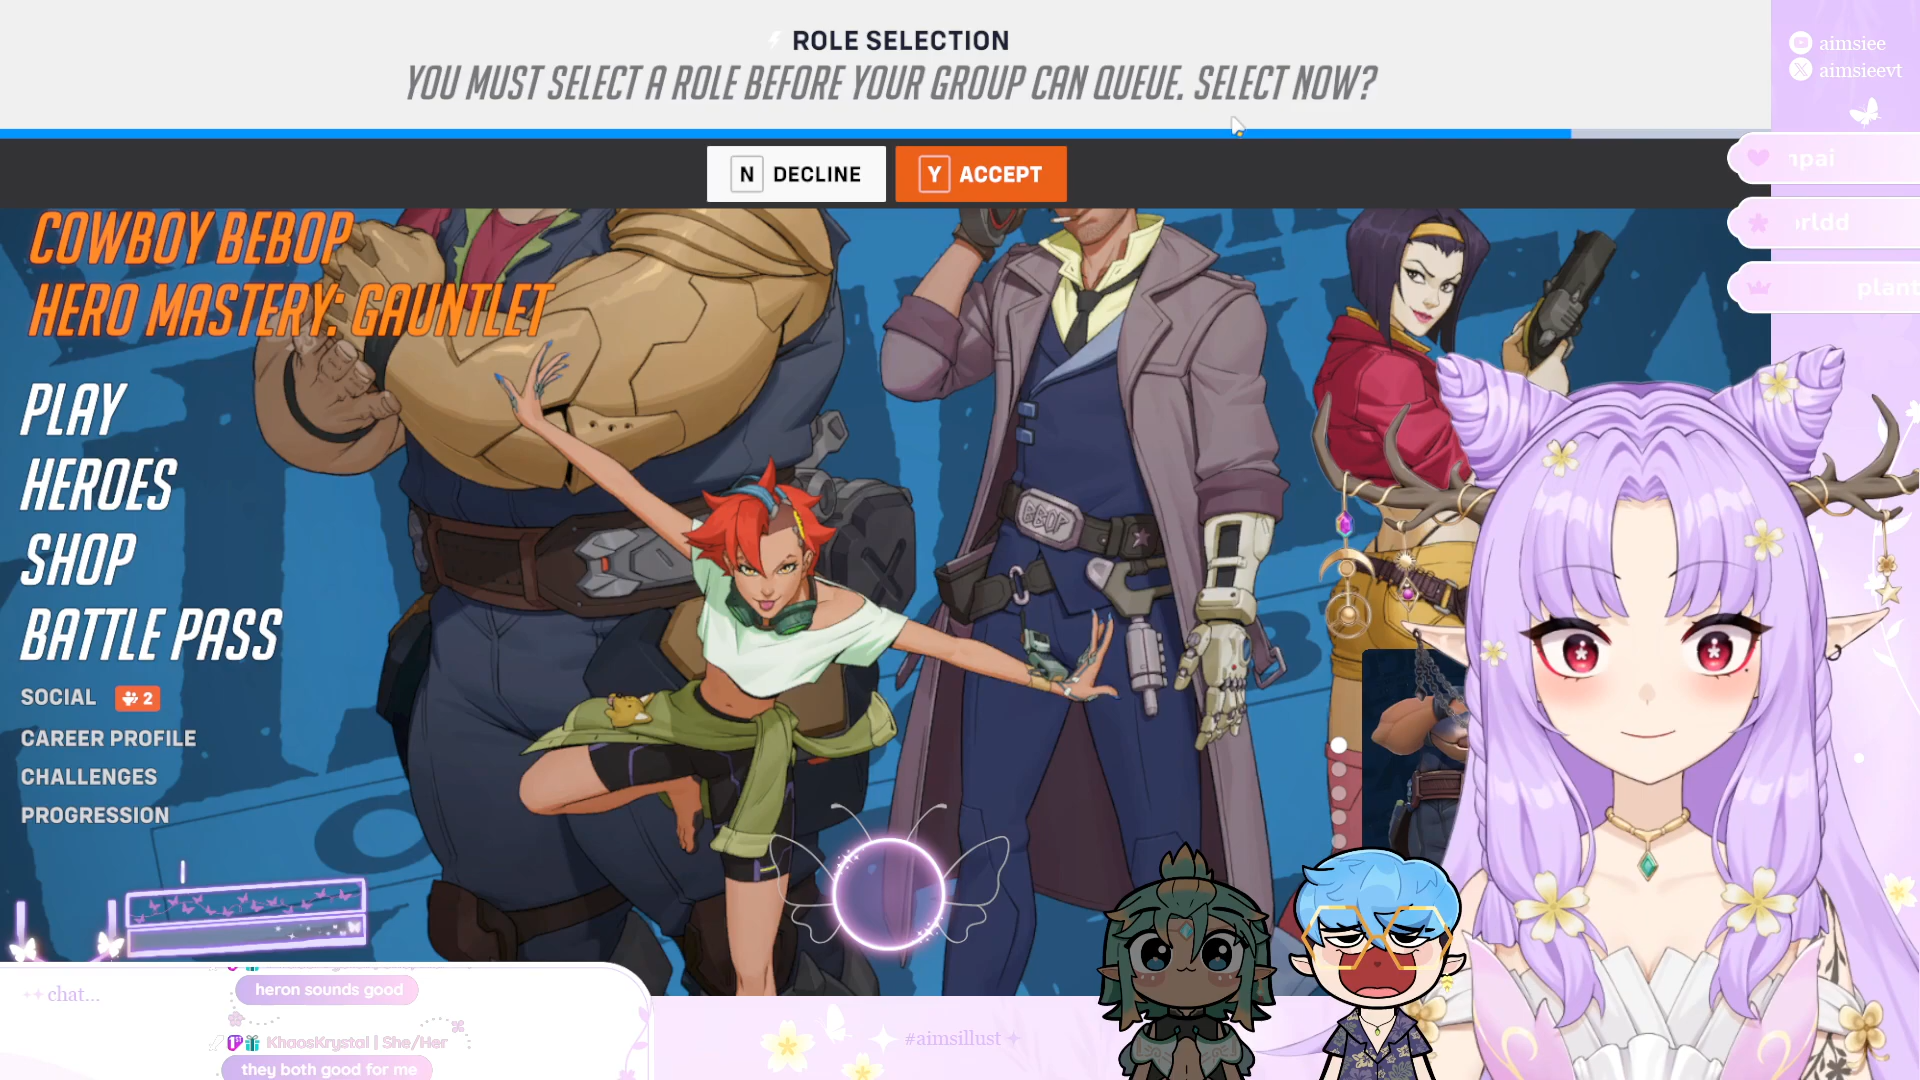 ROLE SELECTION
YOU MUST SELECT A ROLE BEFORE YOUR GROUP CAN QUEUE. SELECT NOW?
N DECLINE
Y ACCEPT
aimsiee
aimsieevt
COWBOY BEBOP
HERO MASTERY: GAUNTLET
PLAY
HEROES
SHOP
BATTLE PASS
SOCIAL 2
CAREER PROFILE
CHALLENGES
PROGRESSION
BBOP
plant
chat...
heron sounds good
KhaosKrystal | She/Her
they both good for me
#aimsillust